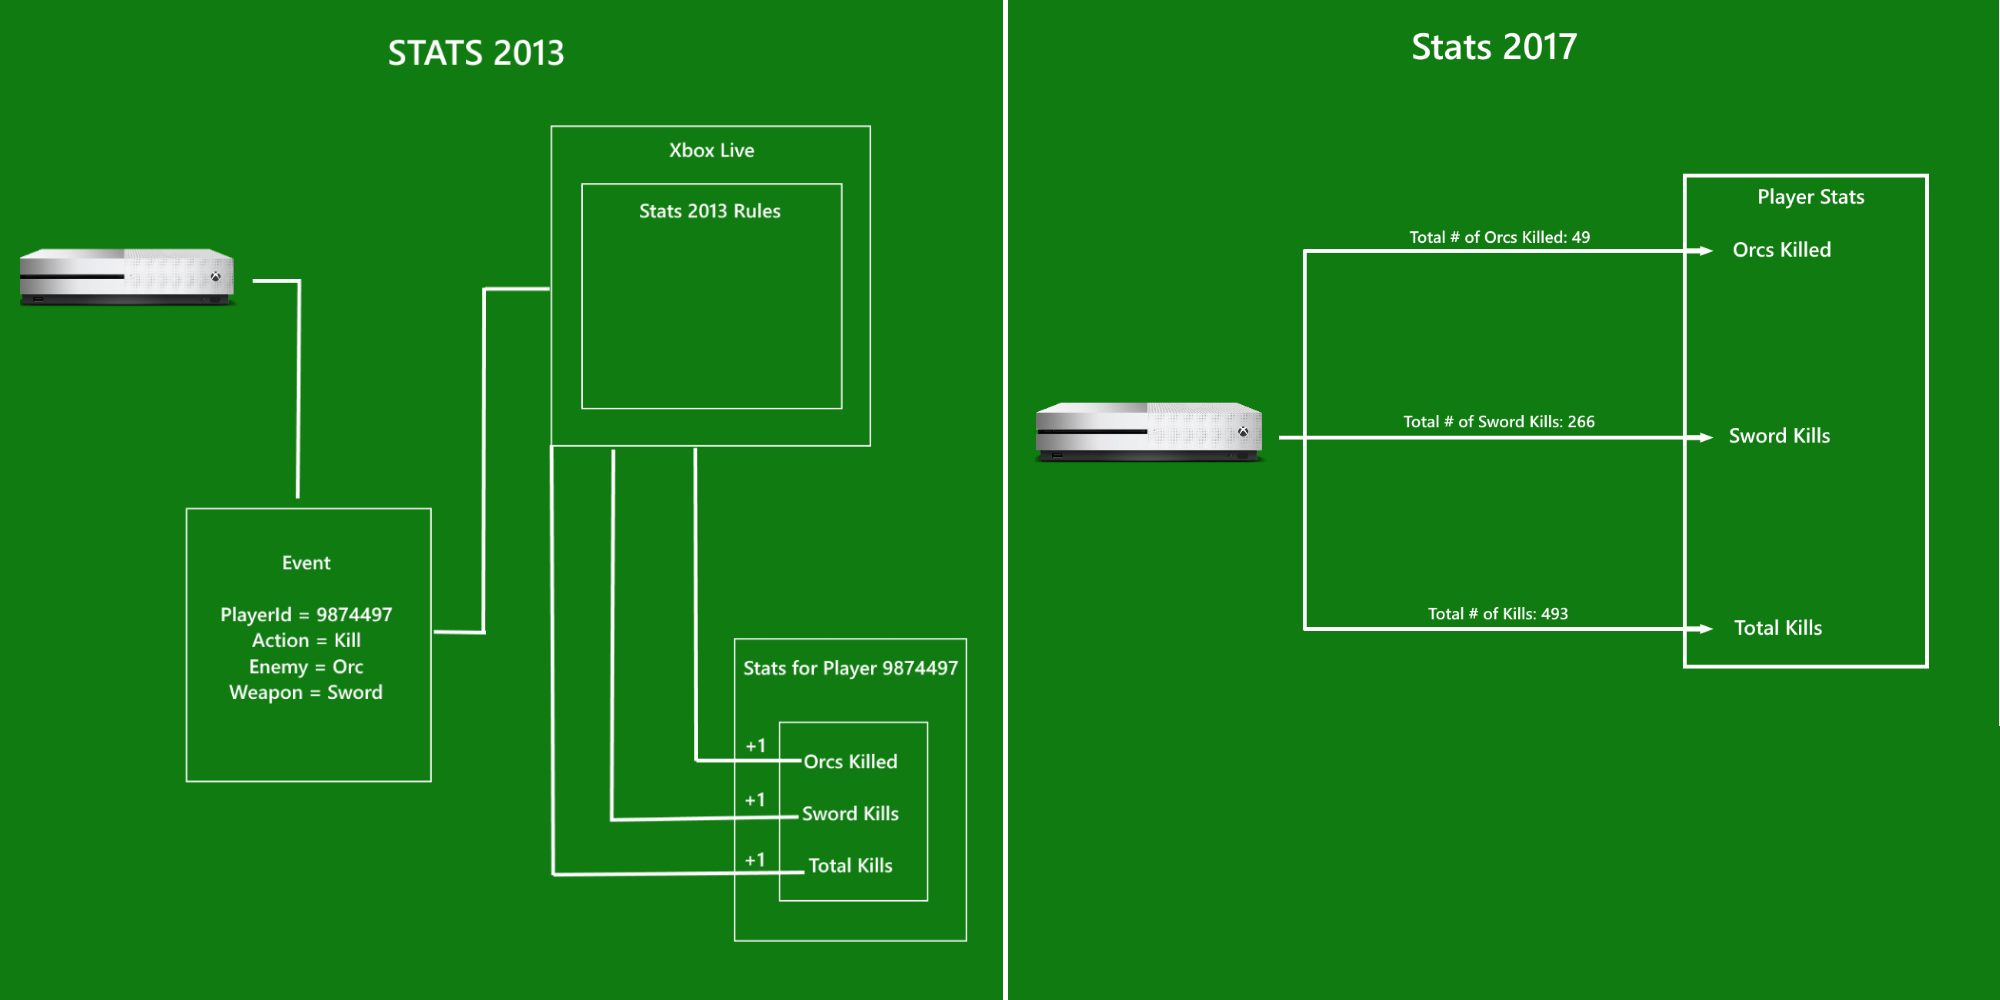 STATS 2013
Xbox Live
Stats 2013 Rules
Event
PlayerId = 9874497
Action = Kill
Enemy = Orc
Weapon = Sword
Stats for Player 9874497
+1
Orcs Killed
+1
Sword Kills
+1
Total Kills
Stats 2017
Player Stats
Total # of Orcs Killed: 49
Orcs Killed
Total # of Sword Kills: 266
Sword Kills
Total # of Kills: 493
Total Kills